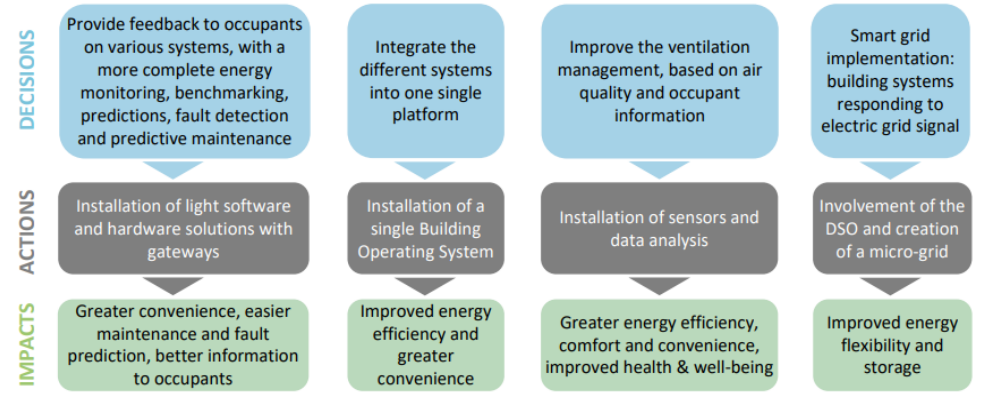 DECISIONS
Provide feedback to occupants
on various systems, with a
more complete energy
monitoring, benchmarking,
predictions, fault detection
and predictive maintenance
Integrate the
different systems
into one single
platform
Improve the ventilation
management, based on air
quality and occupant
information
Smart grid
implementation:
building systems
responding to
electric grid signal
ACTIONS
Installation of light software
and hardware solutions with
gateways
Installation of a
single Building
Operating System
Installation of sensors and
data analysis
Involvement of the
DSO and creation
of a micro-grid
IMPACTS
Greater convenience, easier
maintenance and fault
prediction, better information
to occupants
Improved energy
efficiency and
greater
convenience
Greater energy efficiency,
comfort and convenience,
improved health & well-being
Improved energy
flexibility and
storage